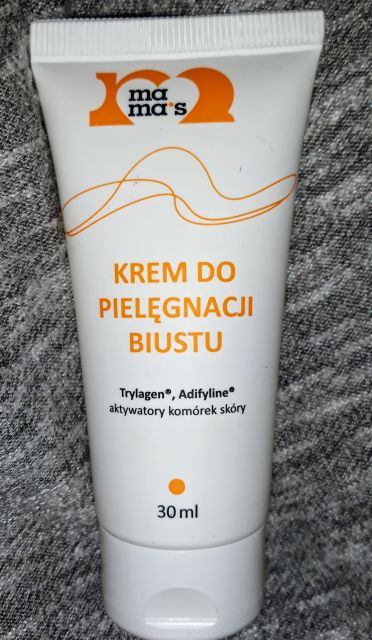 ma
ma's
KREM DO
PIELĘGNACJI
BIUSTU
Trylagen®, Adifyline®
aktywatory komórek skóry
30 ml